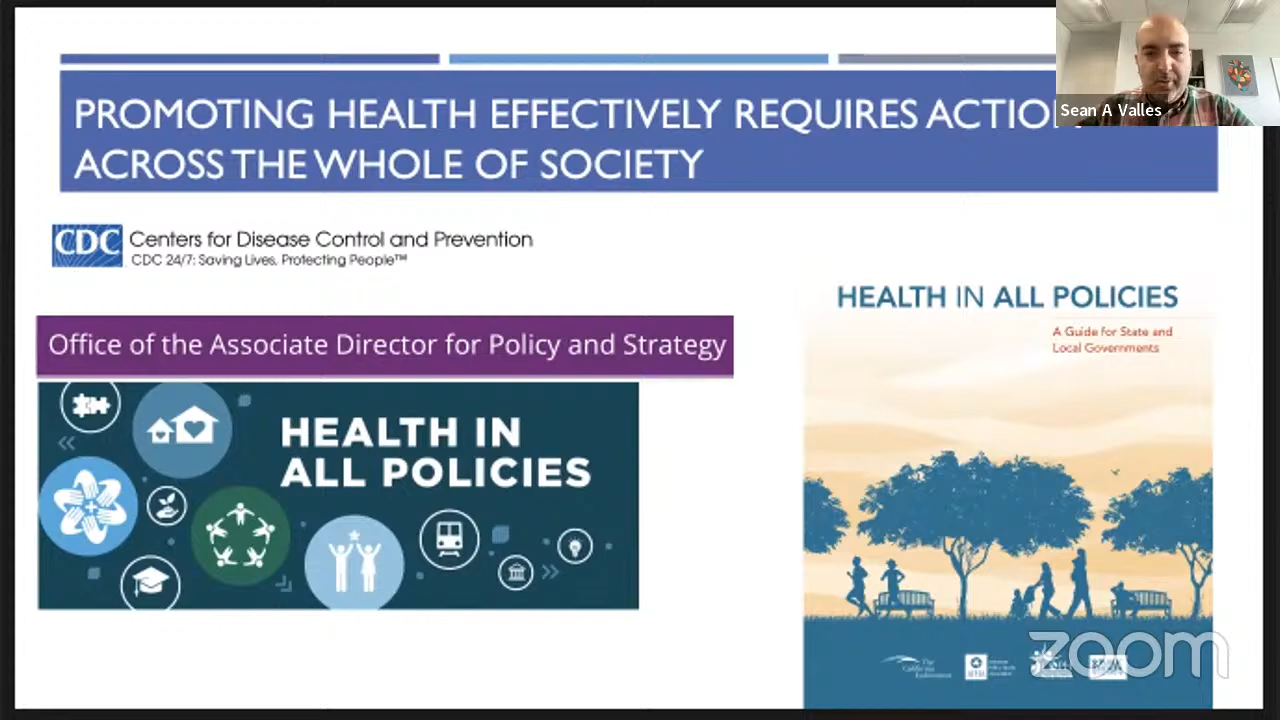 PROMOTING HEALTH EFFECTIVELY REQUIRES ACTION
ACROSS THE WHOLE OF SOCIETY
Sean A Valles
CDC
Centers for Disease Control and Prevention
CDC 24/7: Saving Lives, Protecting People™
Office of the Associate Director for Policy and Strategy
HEALTH IN
ALL POLICIES
HEALTH IN ALL POLICIES
A Guide for State and
Local Governments
zoom